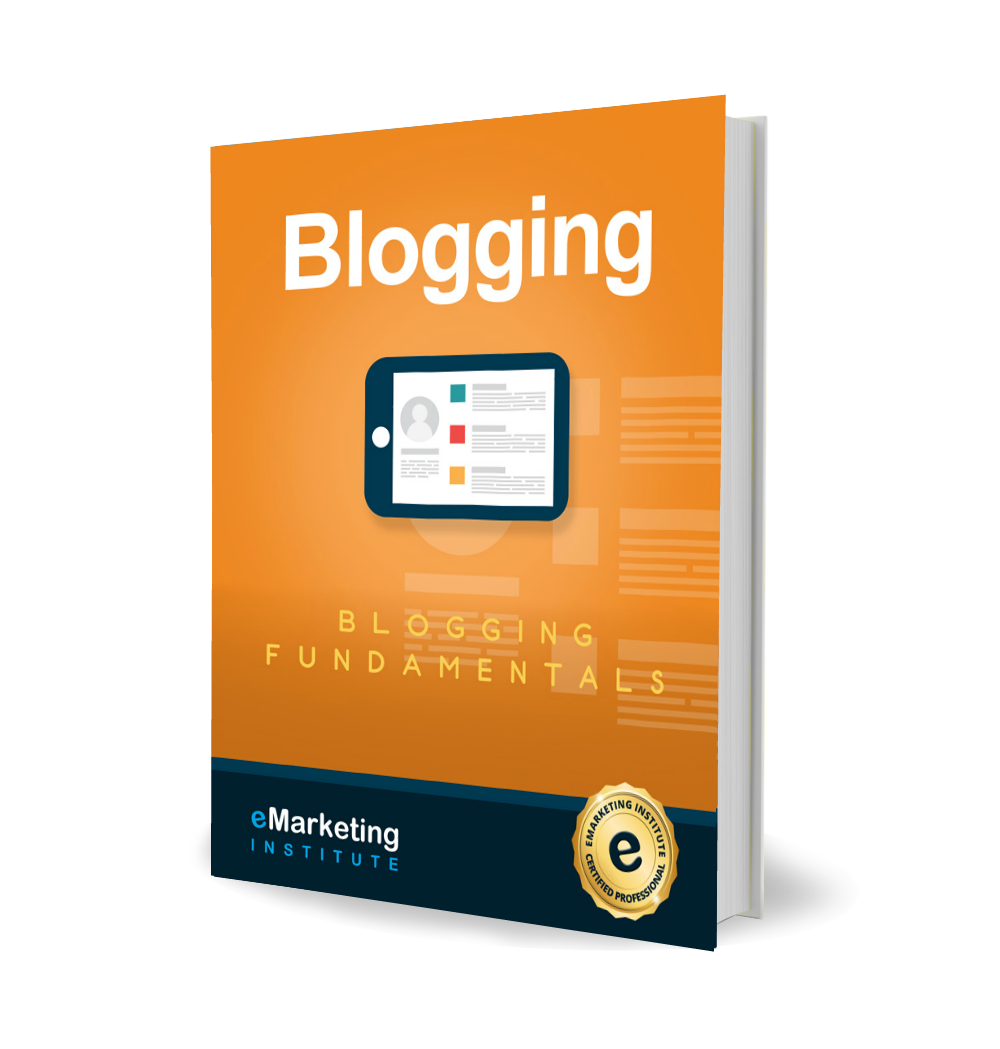 Blogging
BLOGGING
FUNDAMENTALS
eMarketing
INSTITUTE
EMARKETING INSTITUTE
e
CERTIFIED PROFESSIONAL